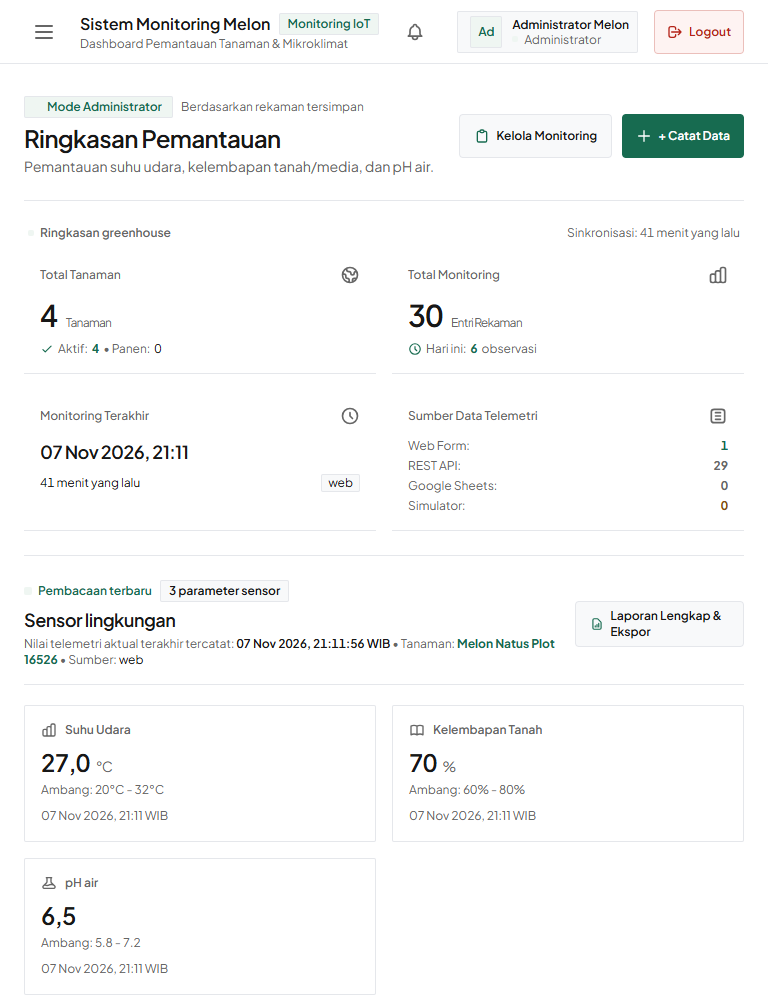 Sistem Monitoring Melon
Monitoring IoT
Dashboard Pemantauan Tanaman & Mikroklimat
Ad
Administrator Melon
Administrator
Logout
Mode Administrator
Berdasarkan rekaman tersimpan
Ringkasan Pemantauan
Pemantauan suhu udara, kelembapan tanah/media, dan pH air.
Kelola Monitoring
+ Catat Data
Ringkasan greenhouse
Sinkronisasi: 41 menit yang lalu
Total Tanaman
4 Tanaman
Aktif: 4 • Panen: 0
Total Monitoring
30 Entri Rekaman
Hari ini: 6 observasi
Monitoring Terakhir
07 Nov 2026, 21:11
41 menit yang lalu
web
Sumber Data Telemetri
Web Form: 1
REST API: 29
Google Sheets: 0
Simulator: 0
Pembacaan terbaru
3 parameter sensor
Sensor lingkungan
Nilai telemetri aktual terakhir tercatat: 07 Nov 2026, 21:11:56 WIB • Tanaman: Melon Natus Plot
16526 • Sumber: web
Laporan Lengkap &
Ekspor
Suhu Udara
27,0 °C
Ambang: 20°C - 32°C
07 Nov 2026, 21:11 WIB
Kelembapan Tanah
70 %
Ambang: 60% - 80%
07 Nov 2026, 21:11 WIB
pH air
6,5
Ambang: 5.8 - 7.2
07 Nov 2026, 21:11 WIB